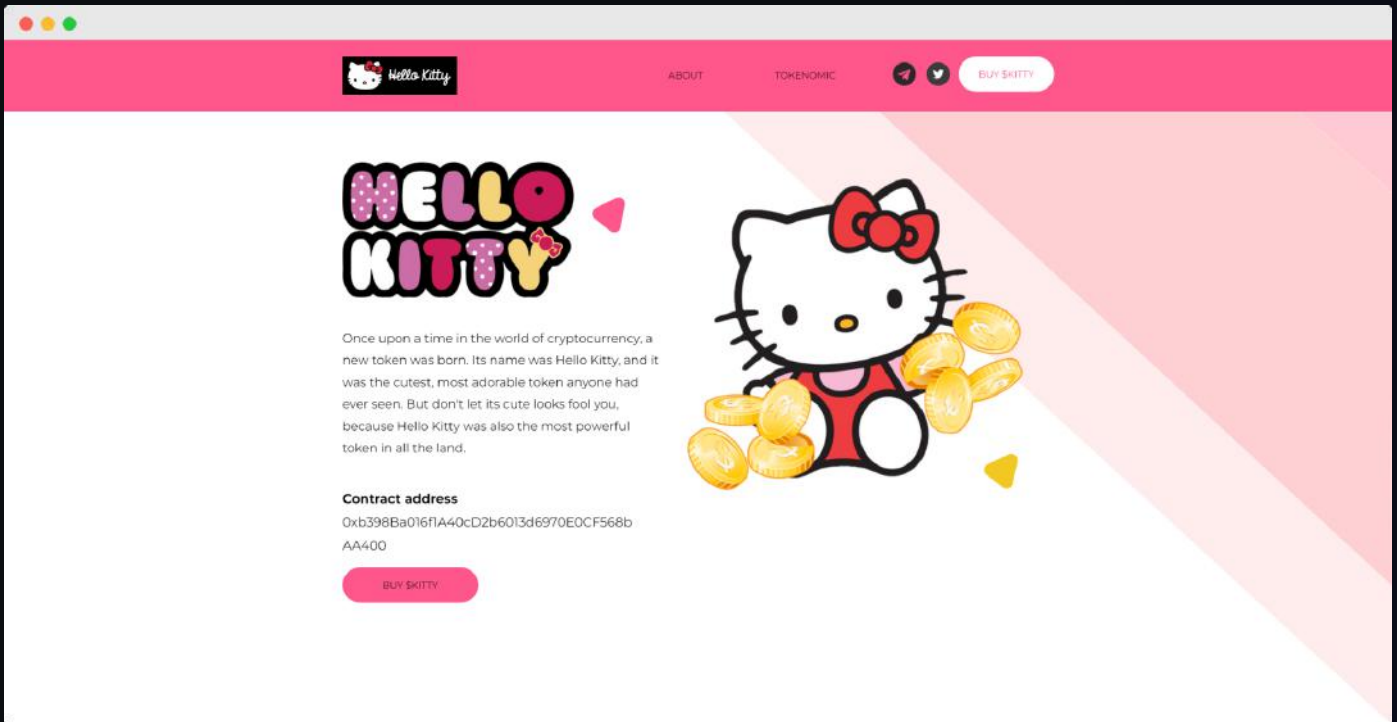 Hello Kitty
ABOUT
TOKENOMIC
BUY $KITTY
HELLO
KITTY
Once upon a time in the world of cryptocurrency, a
new token was born. Its name was Hello Kitty, and it
was the cutest, most adorable token anyone had
ever seen. But don't let its cute looks fool you,
because Hello Kitty was also the most powerful
token in all the land.
Contract address
0xb398Ba016f1A40cD2b6013d6970E0CF568b
AA400
BUY $KITTY